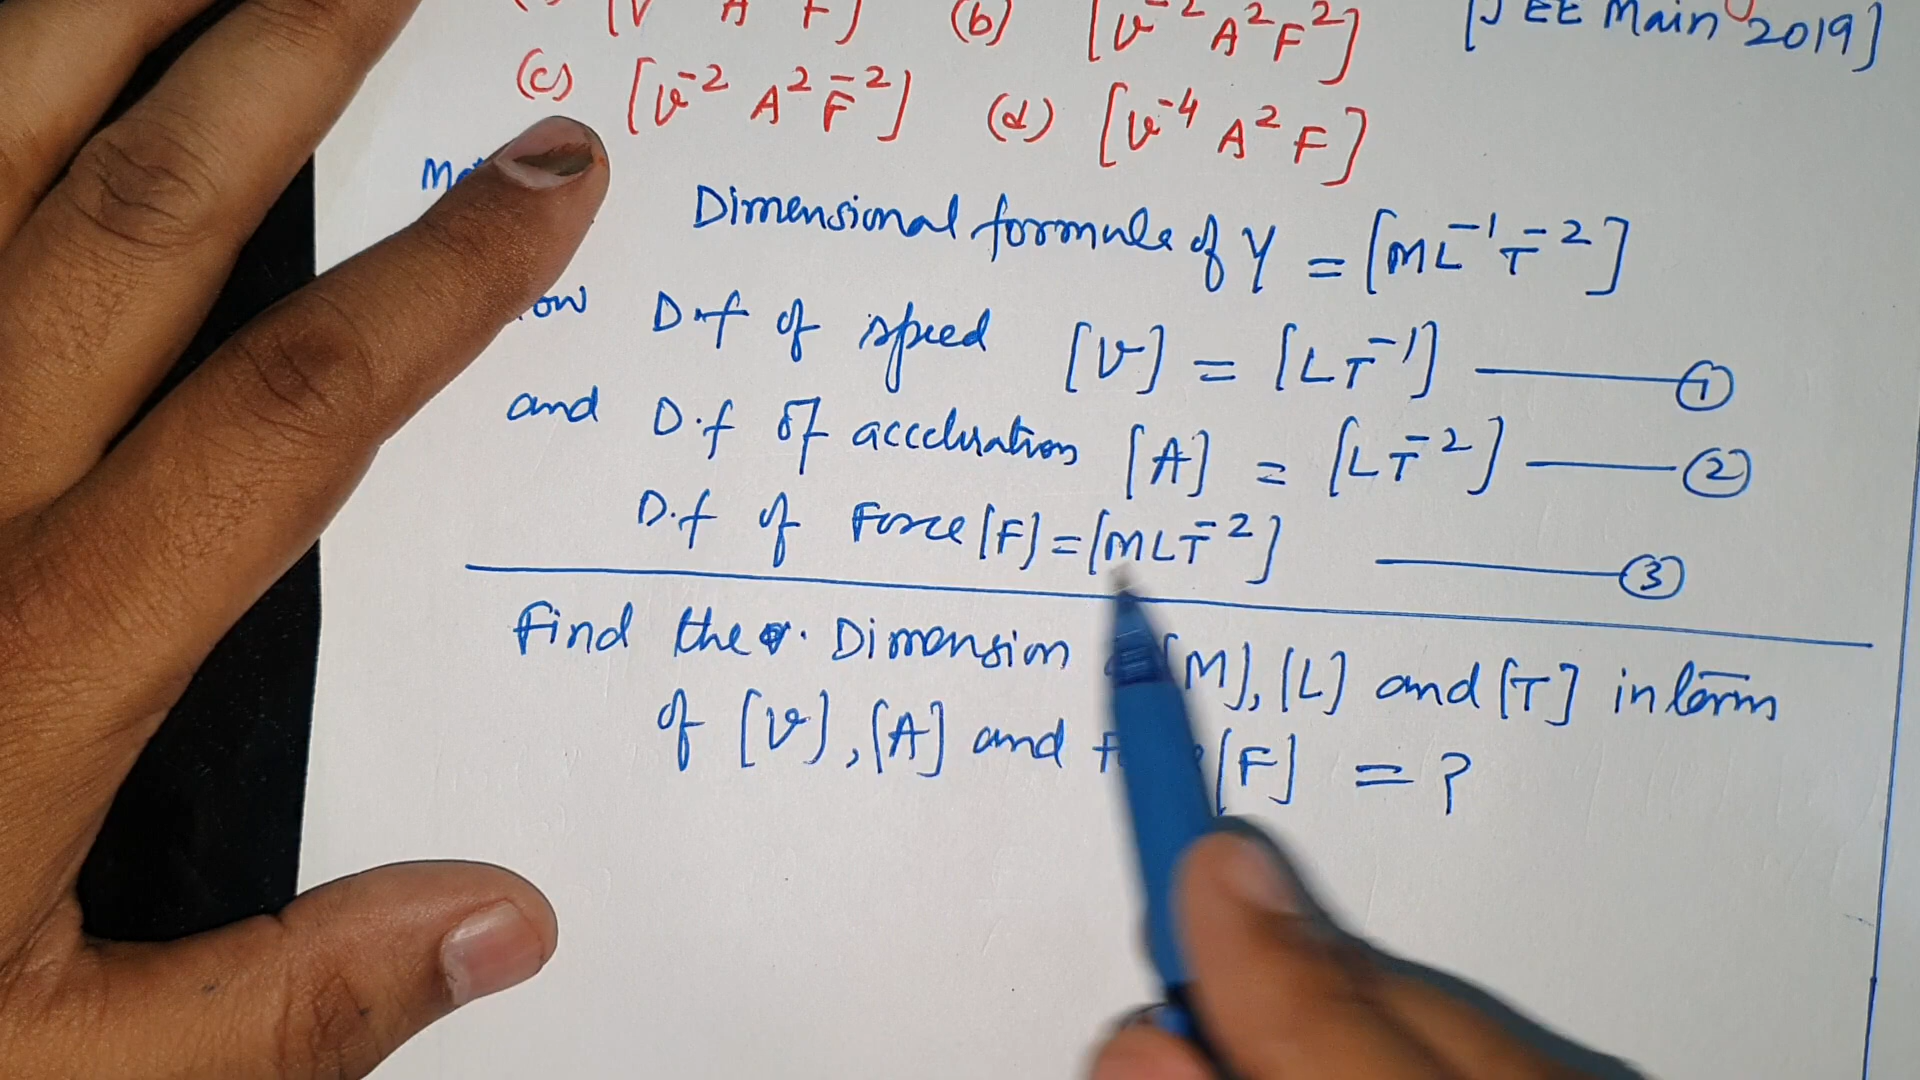 (b) [v⁻² A² F²] [JEE Main 2019]
(c) [v⁻² A² F⁻²] (d) [v⁻⁴ A² F]
Dimensional formula of Y = [ML⁻¹T⁻²]
D.f of speed [v] = [LT⁻¹] ——— ①
and D.f of acceleration [A] = [LT⁻²] ——— ②
D.f of Force [F] = [MLT⁻²] ——— ③
Find the Dimension [M], [L] and [T] in term
of [v], [A] and [F] = ?